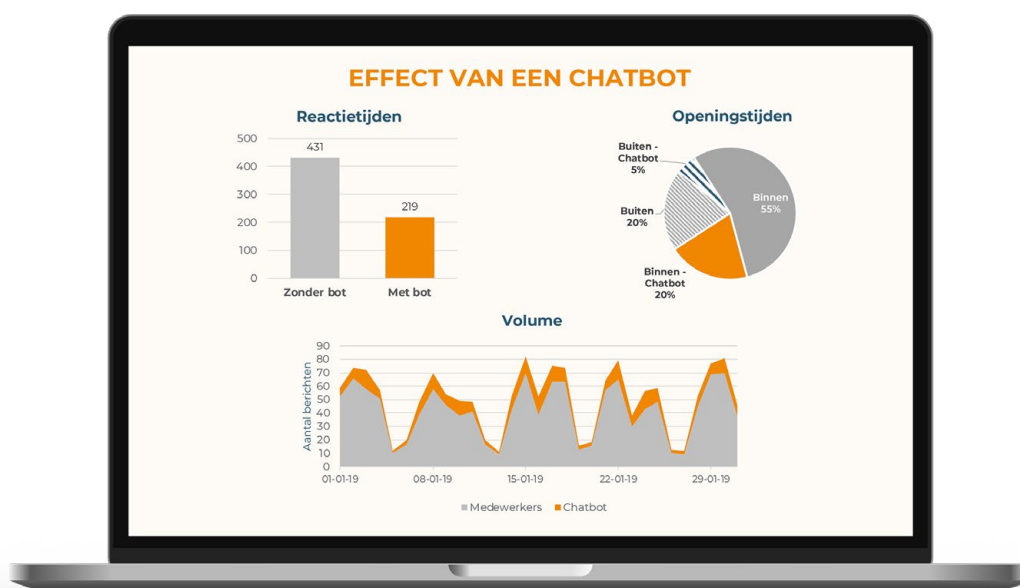 EFFECT VAN EEN CHATBOT
Reactietijden
500
400
300
200
100
0
431
219
Zonder bot
Met bot
Openingstijden
Buiten -
Chatbot
5%
Binnen
55%
Buiten
20%
Binnen -
Chatbot
20%
Volume
Aantal berichten
90
80
70
60
50
40
30
20
10
0
01-01-19
08-01-19
15-01-19
22-01-19
29-01-19
Medewerkers
Chatbot